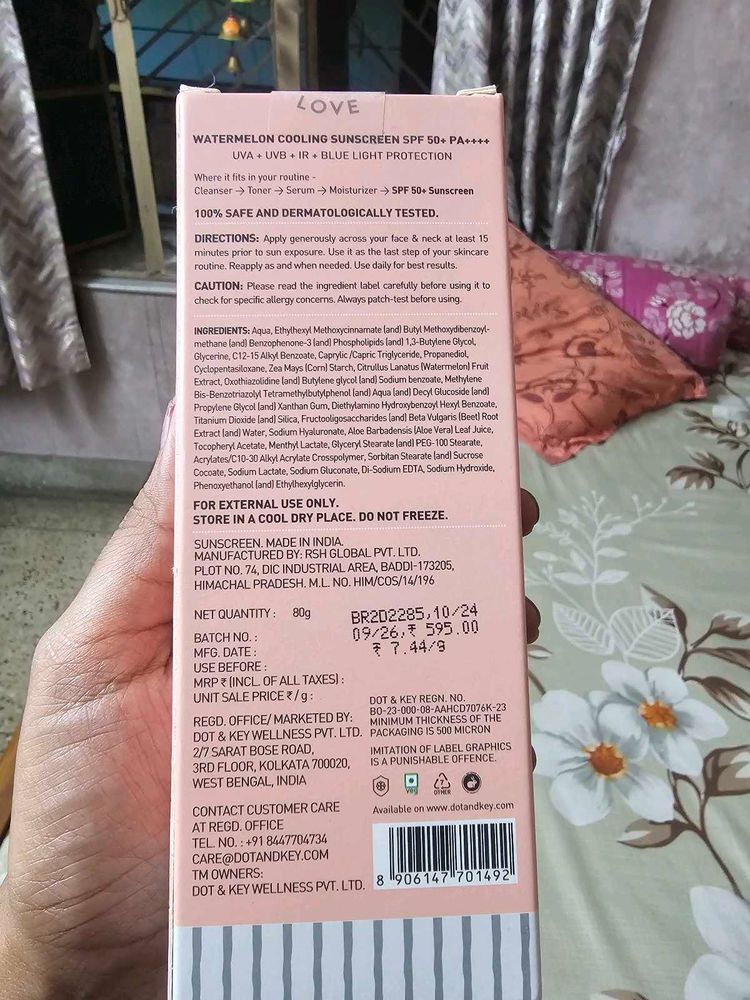 LOVE
WATERMELON COOLING SUNSCREEN SPF 50+ PA++++
UVA + UVB + IR + BLUE LIGHT PROTECTION
Where it fits in your routine -
Cleanser → Toner → Serum → Moisturizer → SPF 50+ Sunscreen
100% SAFE AND DERMATOLOGICALLY TESTED.
DIRECTIONS: Apply generously across your face & neck at least 15
minutes prior to sun exposure. Use it as the last step of your skincare
routine. Reapply as and when needed. Use daily for best results.
CAUTION: Please read the ingredient label carefully before using it to
check for specific allergy concerns. Always patch-test before using.
INGREDIENTS: Aqua, Ethylhexyl Methoxycinnamate (and) Butyl Methoxydibenzoyl-
methane (and) Benzophenone-3 (and) Phospholipids (and) 1,3-Butylene Glycol,
Glycerine, C12-15 Alkyl Benzoate, Caprylic /Capric Triglyceride, Propanediol,
Cyclopentasiloxane, Zea Mays (Corn) Starch, Citrullus Lanatus (Watermelon) Fruit
Extract, Oxothiazolidine (and) Butylene glycol (and) Sodium benzoate, Methylene
Bis-Benzotriazolyl Tetramethylbutylphenol (and) Aqua (and) Decyl Glucoside (and)
Propylene Glycol (and) Xanthan Gum, Diethylamino Hydroxybenzoyl Hexyl Benzoate,
Titanium Dioxide (and) Silica, Fructooligosaccharides (and) Beta Vulgaris (Beet) Root
Extract (and) Water, Sodium Hyaluronate, Aloe Barbadensis (Aloe Vera) Leaf Juice,
Tocopheryl Acetate, Menthyl Lactate, Glyceryl Stearate (and) PEG-100 Stearate,
Acrylates/C10-30 Alkyl Acrylate Crosspolymer, Sorbitan Stearate (and) Sucrose
Cocoate, Sodium Lactate, Sodium Gluconate, Di-Sodium EDTA, Sodium Hydroxide,
Phenoxyethanol (and) Ethylhexylglycerin.
FOR EXTERNAL USE ONLY.
STORE IN A COOL DRY PLACE. DO NOT FREEZE.
SUNSCREEN. MADE IN INDIA.
MANUFACTURED BY: RSH GLOBAL PVT. LTD.
PLOT NO. 74, DIC INDUSTRIAL AREA, BADDI-173205,
HIMACHAL PRADESH. M.L. NO. HIM/COS/14/196
NET QUANTITY : 80g
BATCH NO. :
MFG. DATE :
USE BEFORE :
MRP ₹ (INCL. OF ALL TAXES) :
UNIT SALE PRICE ₹ / g :
BR2D2285,10/24
09/26,₹ 595.00
₹ 7.44/g
REGD. OFFICE/ MARKETED BY:
DOT & KEY WELLNESS PVT. LTD.
2/7 SARAT BOSE ROAD,
3RD FLOOR, KOLKATA 700020,
WEST BENGAL, INDIA
CONTACT CUSTOMER CARE
AT REGD. OFFICE
TEL. NO. : +91 8447704734
CARE@DOTANDKEY.COM
TM OWNERS:
DOT & KEY WELLNESS PVT. LTD.
DOT & KEY REGN. NO.
BO-23-000-08-AAHCD7076K-23
MINIMUM THICKNESS OF THE
PACKAGING IS 500 MICRON
IMITATION OF LABEL GRAPHICS
IS A PUNISHABLE OFFENCE.
veg
7
OTHER
Available on www.dotandkey.com
8 906147 701492